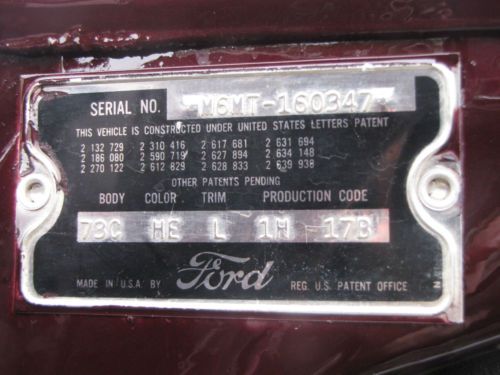 SERIAL NO. M6MT-160347
THIS VEHICLE IS CONSTRUCTED UNDER UNITED STATES LETTERS PATENT
2 132 729 2 310 416 2 617 681 2 631 694
2 186 080 2 590 719 2 627 894 2 634 148
2 270 122 2 612 829 2 628 833 2 639 938
OTHER PATENTS PENDING
BODY COLOR TRIM PRODUCTION CODE
73C HE L 1M 17B
MADE IN U.S.A. BY Ford REG. U.S. PATENT OFFICE
N